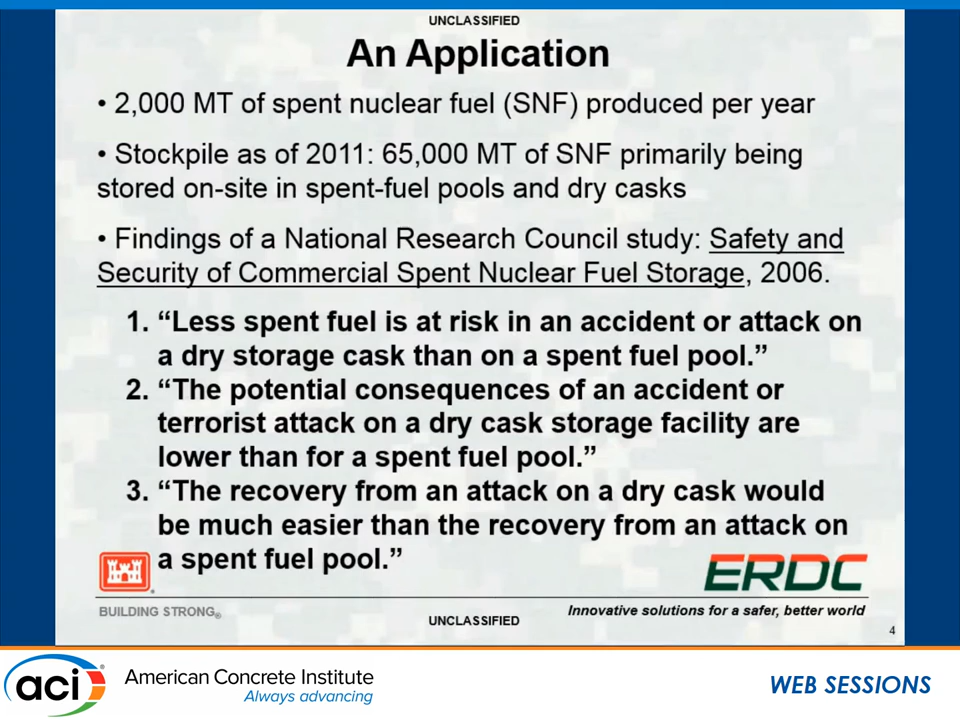 UNCLASSIFIED
An Application
• 2,000 MT of spent nuclear fuel (SNF) produced per year
• Stockpile as of 2011: 65,000 MT of SNF primarily being
stored on-site in spent-fuel pools and dry casks
• Findings of a National Research Council study: Safety and
Security of Commercial Spent Nuclear Fuel Storage, 2006.
1. “Less spent fuel is at risk in an accident or attack on
a dry storage cask than on a spent fuel pool.”
2. “The potential consequences of an accident or
terrorist attack on a dry cask storage facility are
lower than for a spent fuel pool.”
3. “The recovery from an attack on a dry cask would
be much easier than the recovery from an attack on
a spent fuel pool.”
ERDC
BUILDING STRONG®
Innovative solutions for a safer, better world
UNCLASSIFIED
4
aci®
American Concrete Institute
Always advancing
WEB SESSIONS